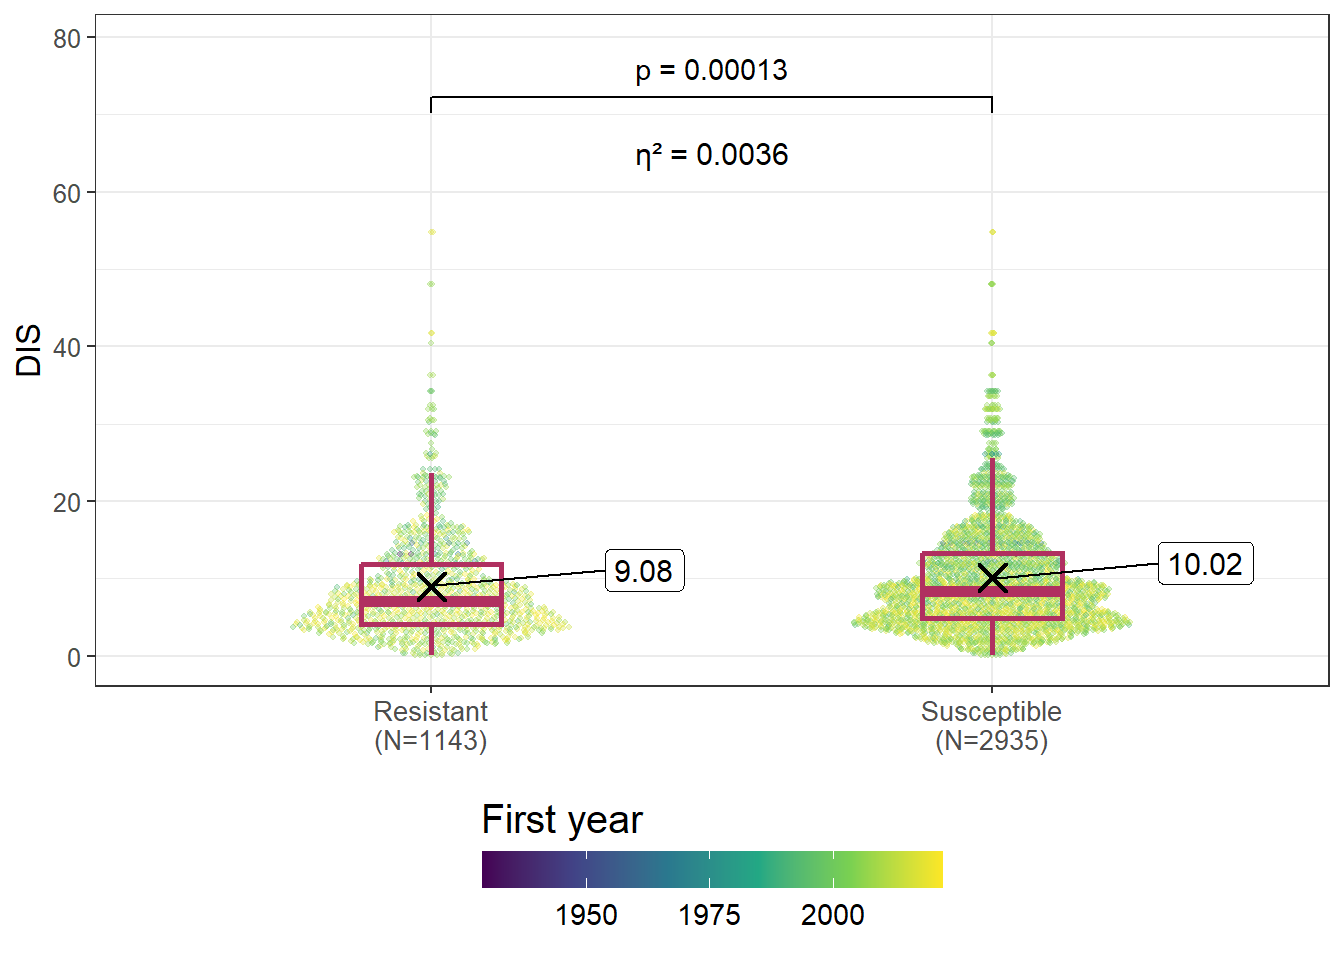 80
p = 0.00013
η² = 0.0036
60
DIS
40
20
9.08
10.02
0
Resistant
(N=1143)
Susceptible
(N=2935)
First year
1950
1975
2000